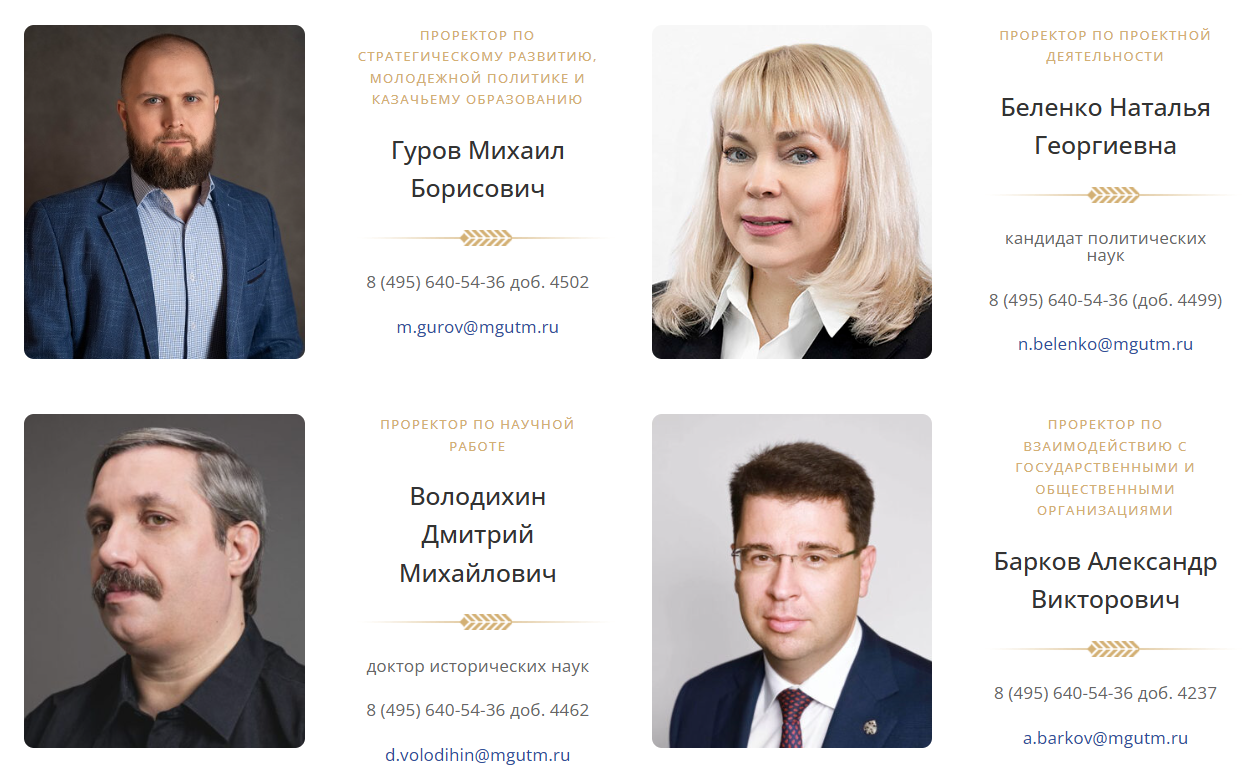 ПРОРЕКТОР ПО
СТРАТЕГИЧЕСКОМУ РАЗВИТИЮ,
МОЛОДЕЖНОЙ ПОЛИТИКЕ И
КАЗАЧЬЕМУ ОБРАЗОВАНИЮ
Гуров Михаил
Борисович
8 (495) 640-54-36 доб. 4502
m.gurov@mgutm.ru
ПРОРЕКТОР ПО ПРОЕКТНОЙ
ДЕЯТЕЛЬНОСТИ
Беленко Наталья
Георгиевна
кандидат политических
наук
8 (495) 640-54-36 (доб. 4499)
n.belenko@mgutm.ru
ПРОРЕКТОР ПО НАУЧНОЙ
РАБОТЕ
Володихин
Дмитрий
Михайлович
доктор исторических наук
8 (495) 640-54-36 доб. 4462
d.volodihin@mgutm.ru
ПРОРЕКТОР ПО
ВЗАИМОДЕЙСТВИЮ С
ГОСУДАРСТВЕННЫМИ И
ОБЩЕСТВЕННЫМИ
ОРГАНИЗАЦИЯМИ
Барков Александр
Викторович
8 (495) 640-54-36 доб. 4237
a.barkov@mgutm.ru